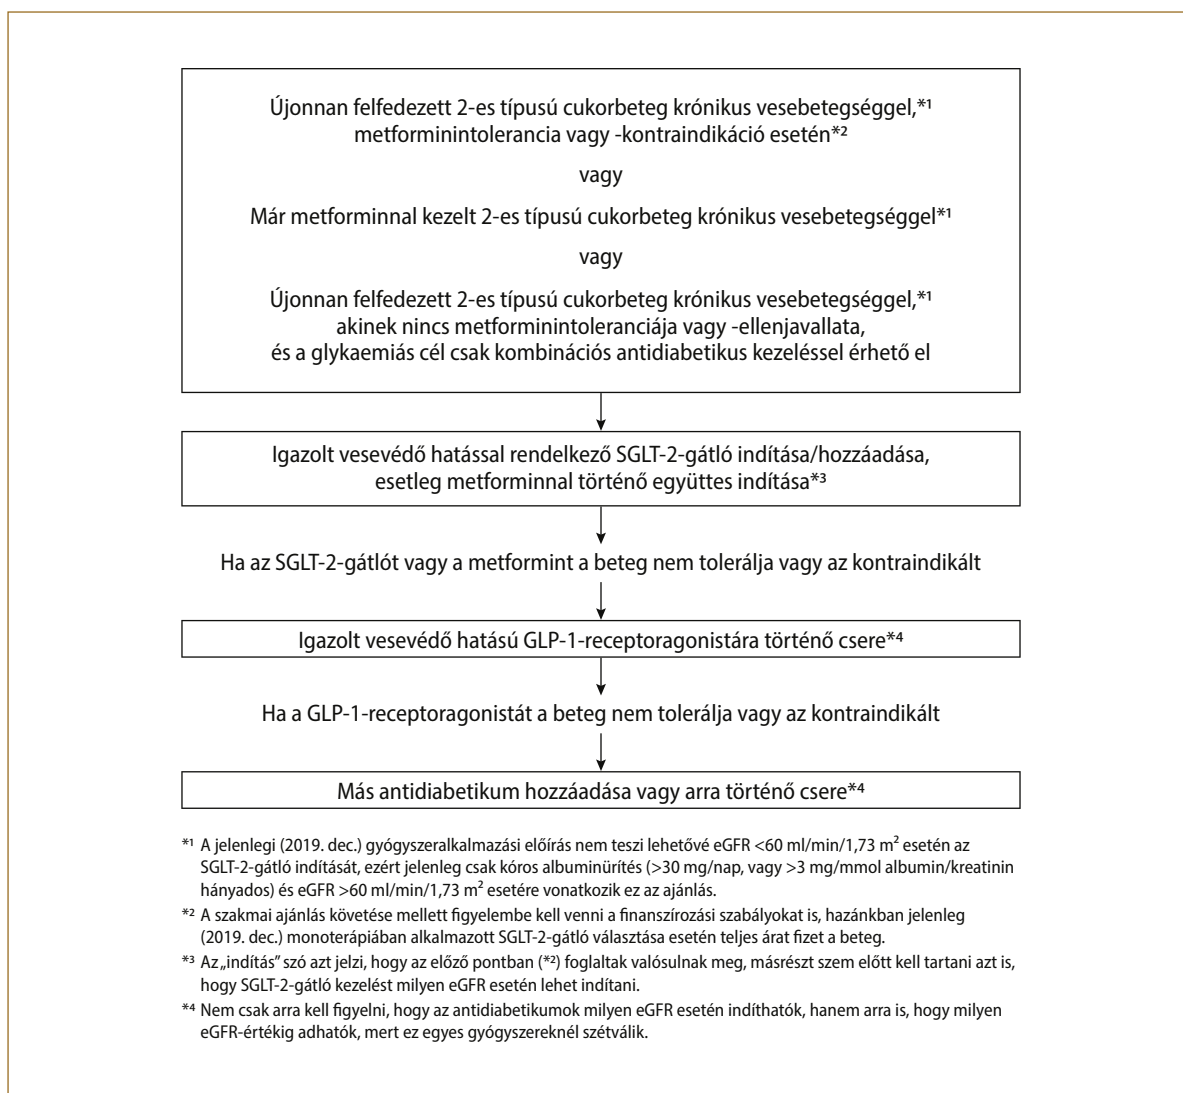 Újonnan felfedezett 2-es típusú cukorbeteg krónikus vesebetegséggel,*¹
metforminintolerancia vagy -kontraindikáció esetén*²
vagy
Már metforminnal kezelt 2-es típusú cukorbeteg krónikus vesebetegséggel*¹
vagy
Újonnan felfedezett 2-es típusú cukorbeteg krónikus vesebetegséggel,*¹
akinek nincs metforminintoleranciája vagy -ellenjavallata,
és a glykaemiás cél csak kombinációs antidiabetikus kezeléssel érhető el
Igazolt vesevédő hatással rendelkező SGLT-2-gátló indítása/hozzáadása,
esetleg metforminnal történő együttes indítása*³
Ha az SGLT-2-gátlót vagy a metformint a beteg nem tolerálja vagy az kontraindikált
Igazolt vesevédő hatású GLP-1-receptoragonistára történő csere*⁴
Ha a GLP-1-receptoragonistát a beteg nem tolerálja vagy az kontraindikált
Más antidiabetikum hozzáadása vagy arra történő csere*⁴
*¹ A jelenlegi (2019. dec.) gyógyszeralkalmazási előírás nem teszi lehetővé eGFR <60 ml/min/1,73 m² esetén az
SGLT-2-gátló indítását, ezért jelenleg csak kóros albuminürítés (>30 mg/nap, vagy >3 mg/mmol albumin/kreatinin
hányados) és eGFR >60 ml/min/1,73 m² esetére vonatkozik ez az ajánlás.
*² A szakmai ajánlás követése mellett figyelembe kell venni a finanszírozási szabályokat is, hazánkban jelenleg
(2019. dec.) monoterápiában alkalmazott SGLT-2-gátló választása esetén teljes árat fizet a beteg.
*³ Az „indítás” szó azt jelzi, hogy az előző pontban (*²) foglaltak valósulnak meg, másrészt szem előtt kell tartani azt is,
hogy SGLT-2-gátló kezelést milyen eGFR esetén lehet indítani.
*⁴ Nem csak arra kell figyelni, hogy az antidiabetikumok milyen eGFR esetén indíthatók, hanem arra is, hogy milyen
eGFR-értékig adhatók, mert ez egyes gyógyszereknél szétválik.